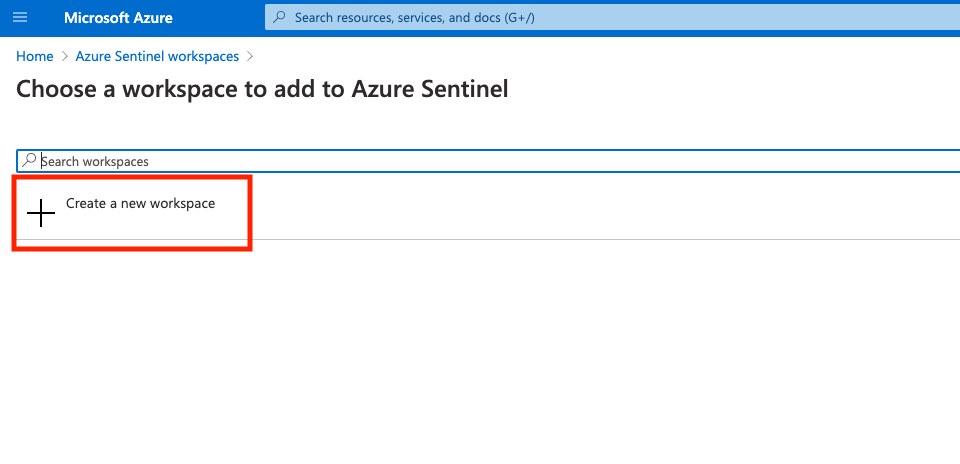 Microsoft Azure
Search resources, services, and docs (G+/)
Home > Azure Sentinel workspaces >
Choose a workspace to add to Azure Sentinel
Search workspaces
Create a new workspace